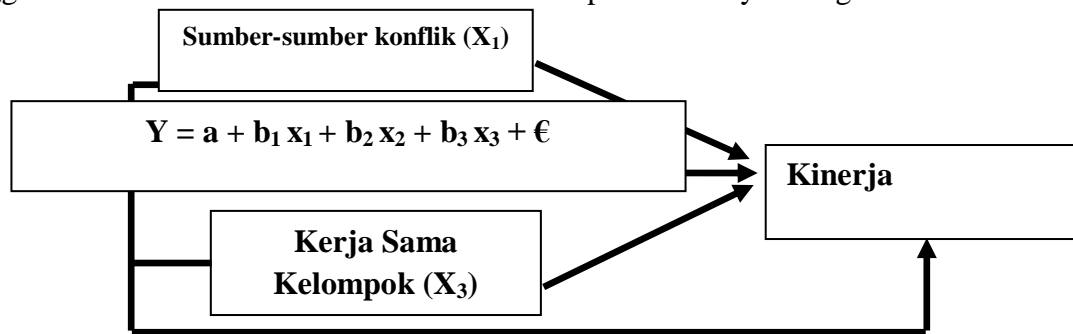 Sumber-sumber konflik (X₁)
Y = a + b₁ x₁ + b₂ x₂ + b₃ x₃ + €
Kinerja
Kerja Sama
Kelompok (X₃)